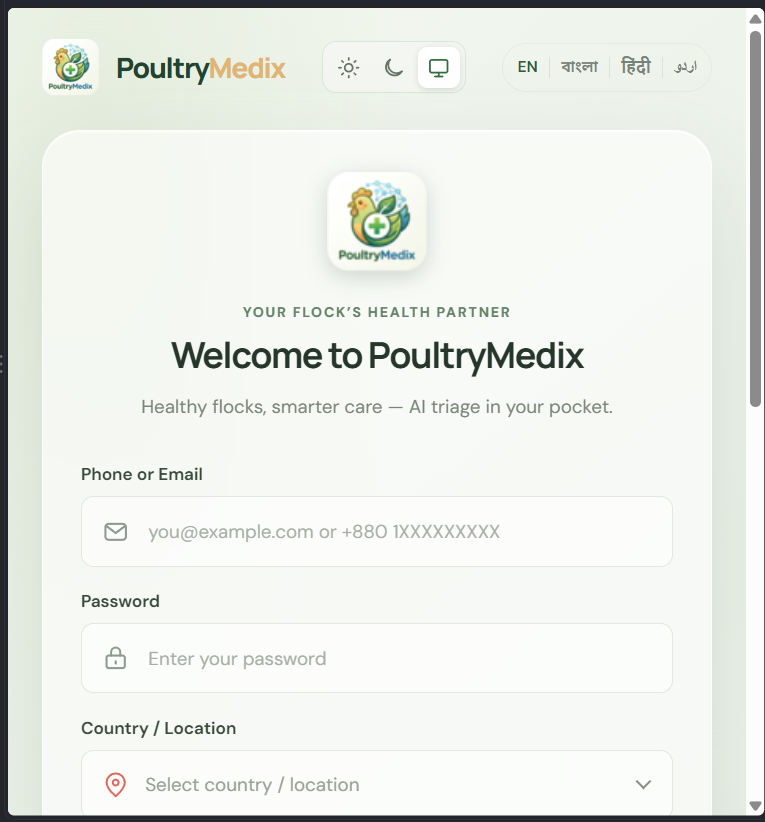 PoultryMedix
PoultryMedix
EN
বাংলা
हिंदी
اردو
PoultryMedix
YOUR FLOCK’S HEALTH PARTNER
Welcome to PoultryMedix
Healthy flocks, smarter care — AI triage in your pocket.
Phone or Email
you@example.com or +880 1XXXXXXXXX
Password
Enter your password
Country / Location
Select country / location